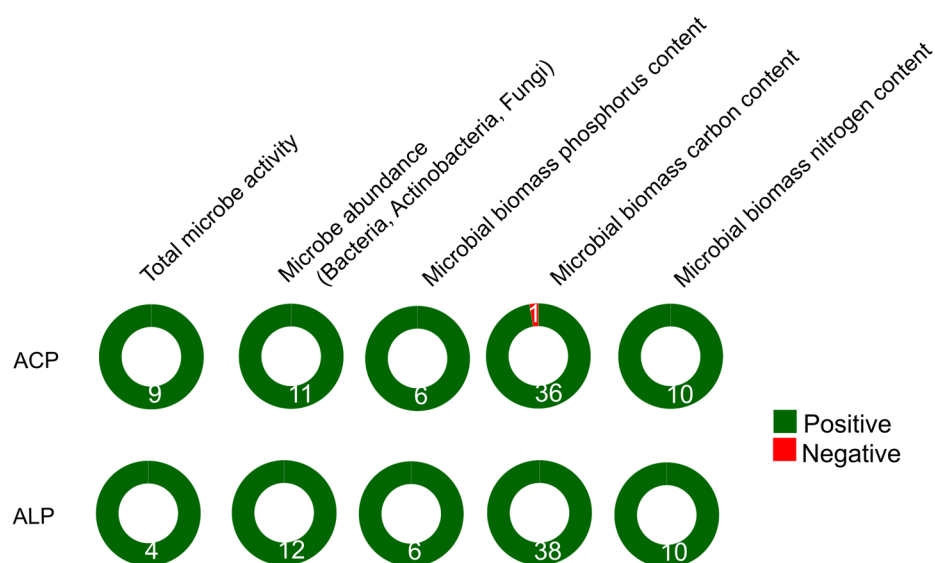 Total microbe activity
Microbe abundance
(Bacteria, Actinobacteria, Fungi)
Microbial biomass phosphorus content
Microbial biomass carbon content
Microbial biomass nitrogen content
ACP
9
11
6
1
36
10
Positive
Negative
ALP
4
12
6
38
10